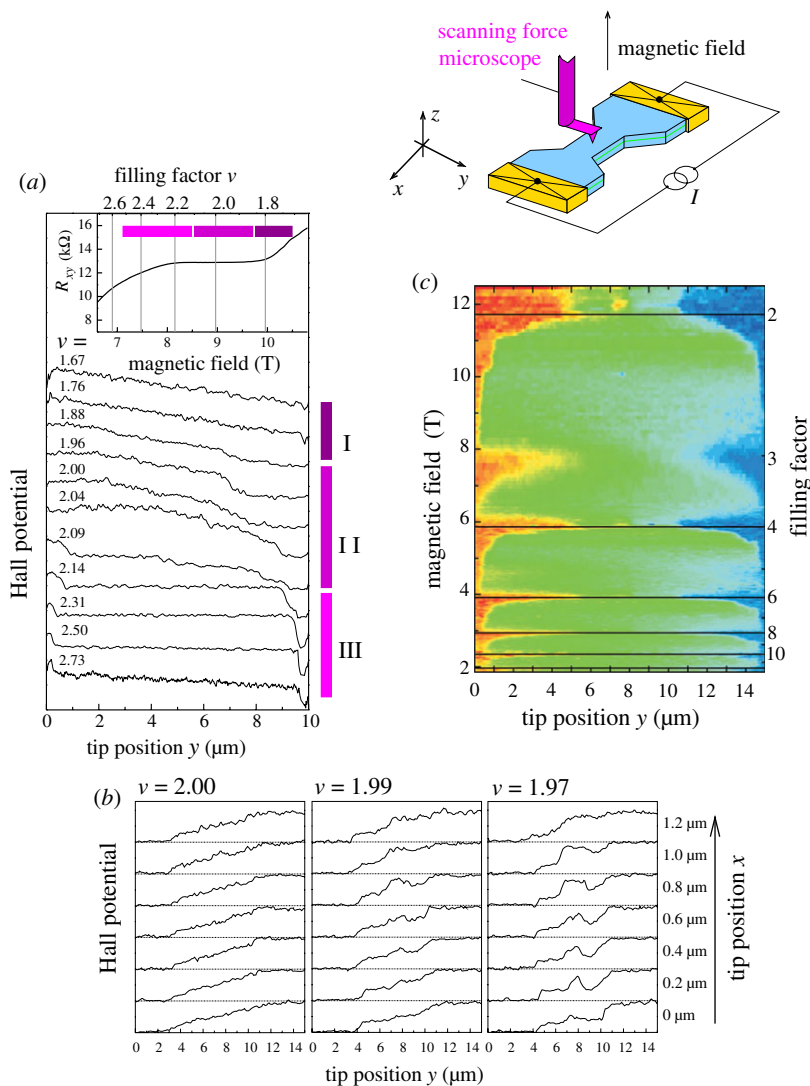 scanning force
microscope
magnetic field
z
x
y
I
(a)
filling factor ν
2.6 2.4 2.2 2.0 1.8
16
14
12
10
8
R_xy (kΩ)
7 8 9 10
magnetic field (T)
ν =
1.67
1.76
1.88
1.96
2.00
2.04
2.09
2.14
2.31
2.50
2.73
I
II
III
Hall potential
0 2 4 6 8 10
tip position y (μm)
(c)
12
10
8
6
4
2
magnetic field (T)
2
3
4
6
8
10
filling factor
0 2 4 6 8 10 12 14
tip position y (μm)
(b)
ν = 2.00 ν = 1.99 ν = 1.97
Hall potential
1.2 μm
1.0 μm
0.8 μm
0.6 μm
0.4 μm
0.2 μm
0 μm
tip position x
0 2 4 6 8 10 12 14 0 2 4 6 8 10 12 14 0 2 4 6 8 10 12 14
tip position y (μm)